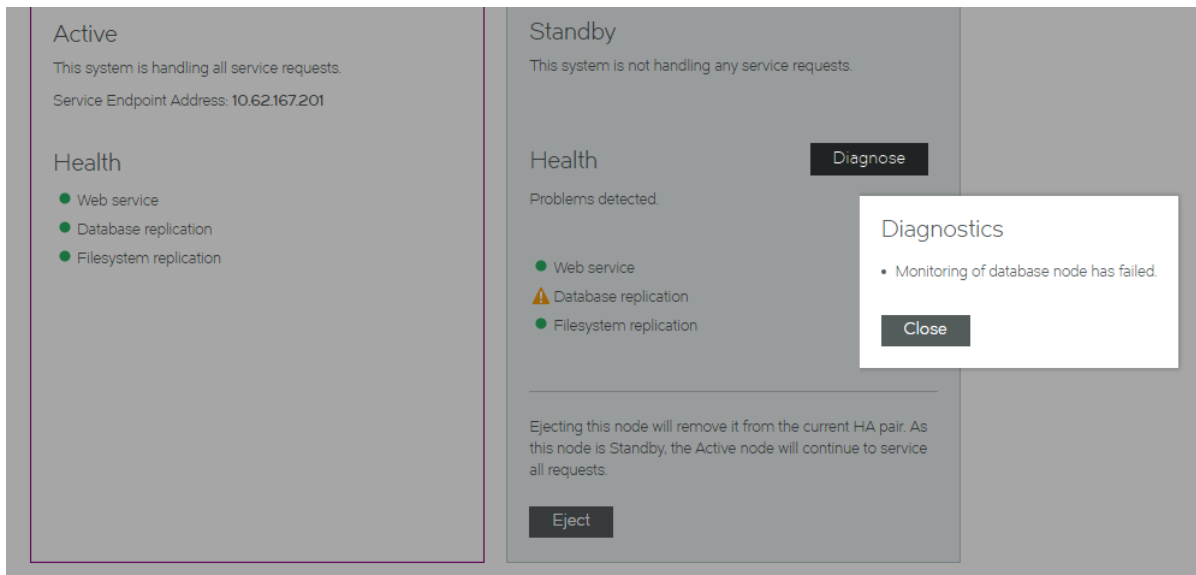 Active
This system is handling all service requests.
Service Endpoint Address: 10.62.167.201
Health
Web service
Database replication
Filesystem replication
Standby
This system is not handling any service requests.
Health
Diagnose
Problems detected.
Web service
Database replication
Filesystem replication
Ejecting this node will remove it from the current HA pair. As
this node is Standby, the Active node will continue to service
all requests.
Eject
Diagnostics
• Monitoring of database node has failed.
Close